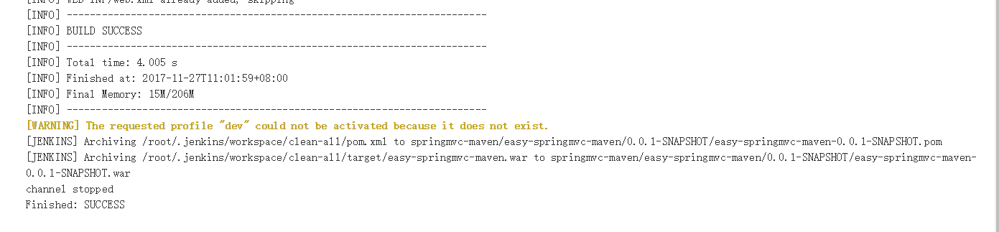 [INFO] WEB-INF/web.xml already added, skipping
[INFO] ------------------------------------------------------------------------
[INFO] BUILD SUCCESS
[INFO] ------------------------------------------------------------------------
[INFO] Total time: 4.005 s
[INFO] Finished at: 2017-11-27T11:01:59+08:00
[INFO] Final Memory: 15M/206M
[INFO] ------------------------------------------------------------------------
[WARNING] The requested profile "dev" could not be activated because it does not exist.
[JENKINS] Archiving /root/.jenkins/workspace/clean-all/pom.xml to springmvc-maven/easy-springmvc-maven/0.0.1-SNAPSHOT/easy-springmvc-maven-0.0.1-SNAPSHOT.pom
[JENKINS] Archiving /root/.jenkins/workspace/clean-all/target/easy-springmvc-maven.war to springmvc-maven/easy-springmvc-maven/0.0.1-SNAPSHOT/easy-springmvc-maven-
0.0.1-SNAPSHOT.war
channel stopped
Finished: SUCCESS